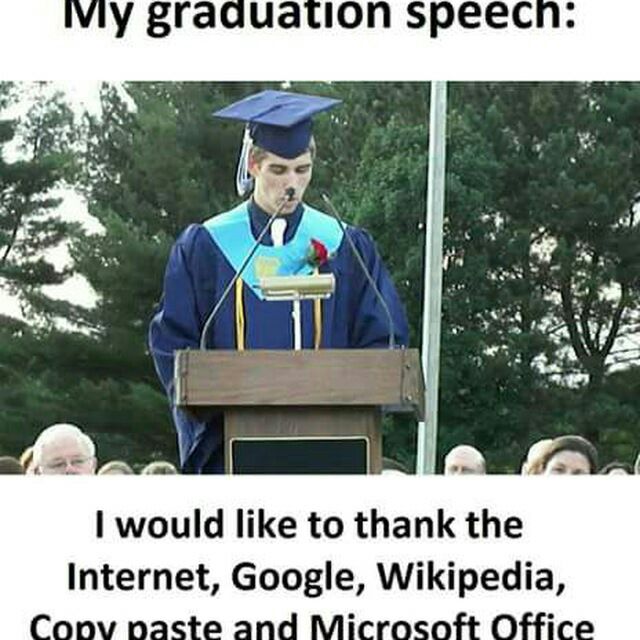 My graduation speech:
I would like to thank the
Internet, Google, Wikipedia,
Copy paste and Microsoft Office